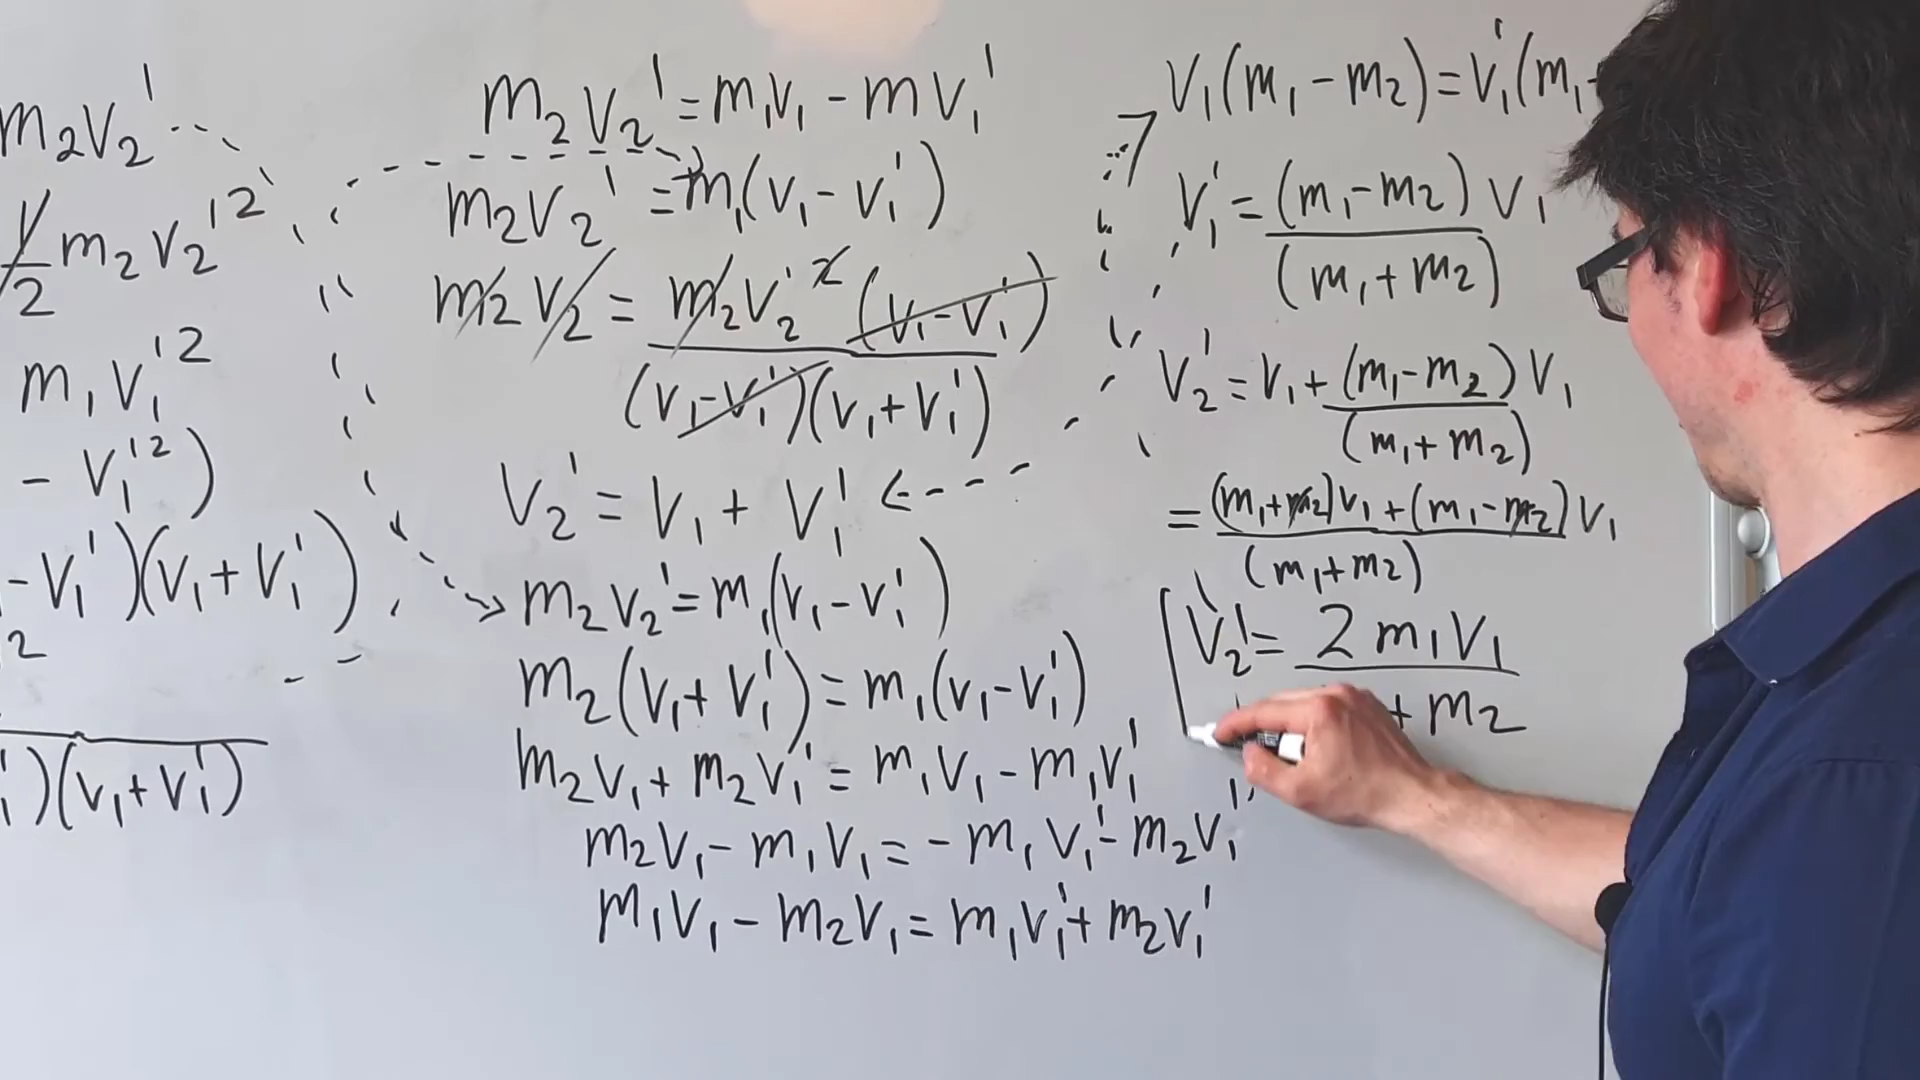 m₂v₂'
1/2 m₂v₂'²
m₁v₁'²
- v₁'²)
- v₁')(v₁ + v₁')
2
')(v₁ + v₁')
m₂v₂' = m₁v₁ - mv₁'
m₂v₂' = m₁(v₁ - v₁')
m₂v₂ = m₂v₂'² (v₁ - v₁')
(v₁ - v₁')(v₁ + v₁')
v₂' = v₁ + v₁'
m₂v₂' = m₁(v₁ - v₁')
m₂(v₁ + v₁') = m₁(v₁ - v₁')
m₂v₁ + m₂v₁' = m₁v₁ - m₁v₁'
m₂v₁ - m₁v₁ = - m₁v₁' - m₂v₁'
m₁v₁ - m₂v₁ = m₁v₁' + m₂v₁'
v₁(m₁ - m₂) = v₁'(m₁
v₁' = (m₁ - m₂) v₁
(m₁ + m₂)
v₂' = v₁ + (m₁ - m₂) v₁
(m₁ + m₂)
= (m₁ + m₂)v₁ + (m₁ - m₂) v₁
(m₁ + m₂)
v₂' = 2 m₁v₁
+ m₂